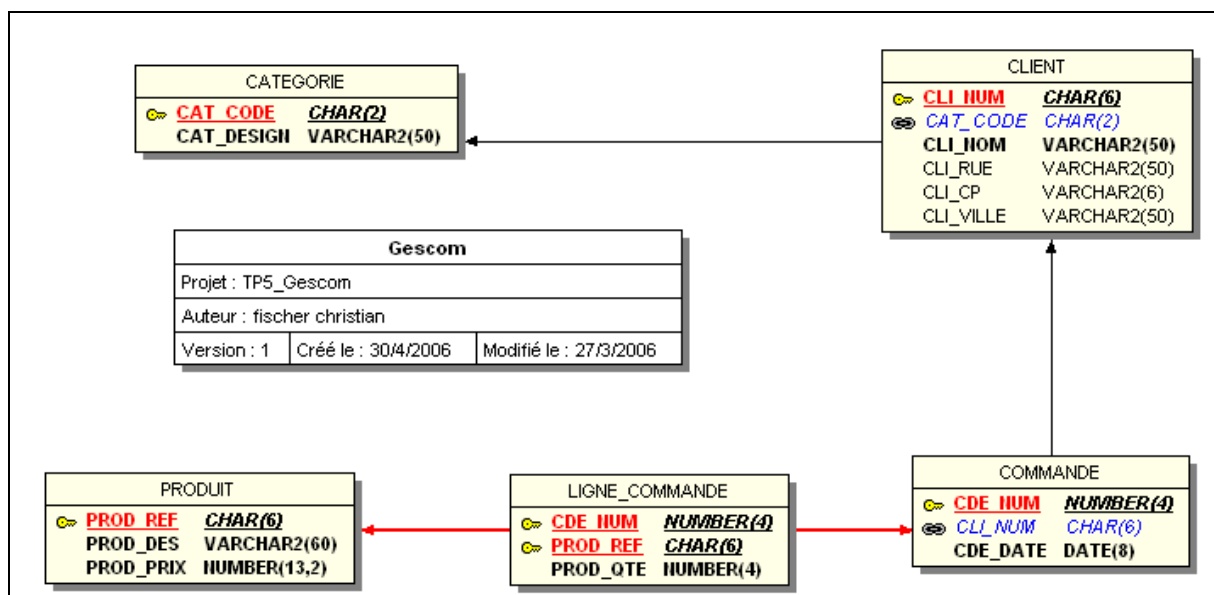 CATEGORIE
CAT_CODE CHAR(2)
CAT_DESIGN VARCHAR2(50)
CLIENT
CLI_NUM CHAR(6)
CAT_CODE CHAR(2)
CLI_NOM VARCHAR2(50)
CLI_RUE VARCHAR2(50)
CLI_CP VARCHAR2(6)
CLI_VILLE VARCHAR2(50)
Gescom
Projet : TP5_Gescom
Auteur : fischer christian
Version : 1 Créé le : 30/4/2006 Modifié le : 27/3/2006
PRODUIT
PROD_REF CHAR(6)
PROD_DES VARCHAR2(60)
PROD_PRIX NUMBER(13,2)
LIGNE_COMMANDE
CDE_NUM NUMBER(4)
PROD_REF CHAR(6)
PROD_QTE NUMBER(4)
COMMANDE
CDE_NUM NUMBER(4)
CLI_NUM CHAR(6)
CDE_DATE DATE(8)